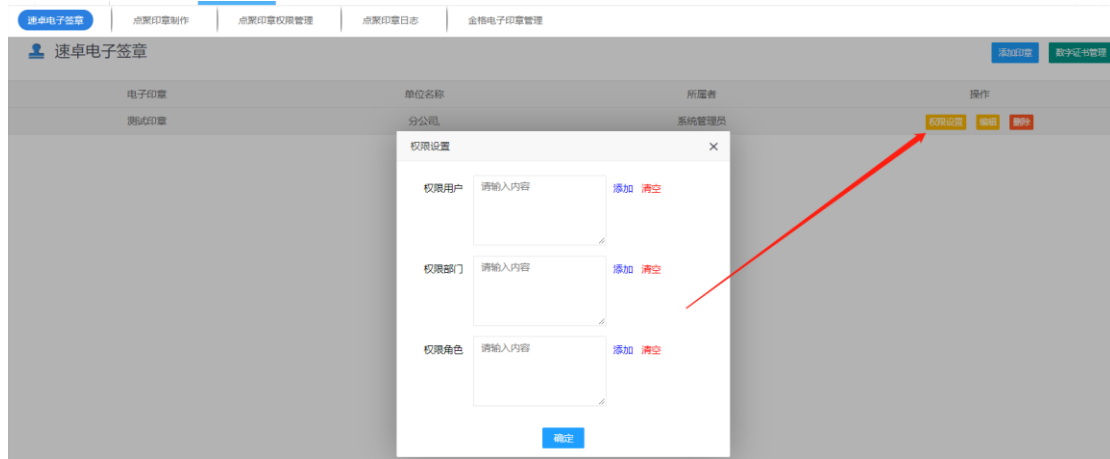 速卓电子签章 点聚印章制作 点聚印章权限管理 点聚印章日志 金格电子印章管理
速卓电子签章 添加印章 数字证书管理
电子印章 单位名称 所属者 操作
测试印章 分公司, 系统管理员 权限设置 编辑 删除
权限设置 ×
权限用户 请输入内容 添加 清空
权限部门 请输入内容 添加 清空
权限角色 请输入内容 添加 清空
确定